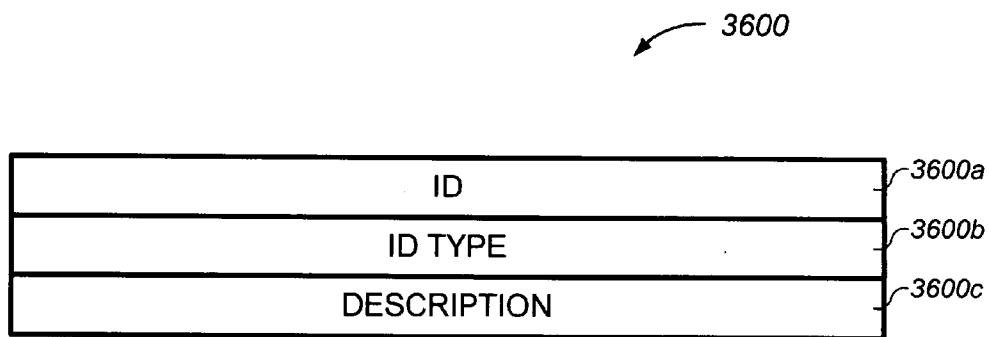 3600
ID
3600a
ID TYPE
3600b
DESCRIPTION
3600c